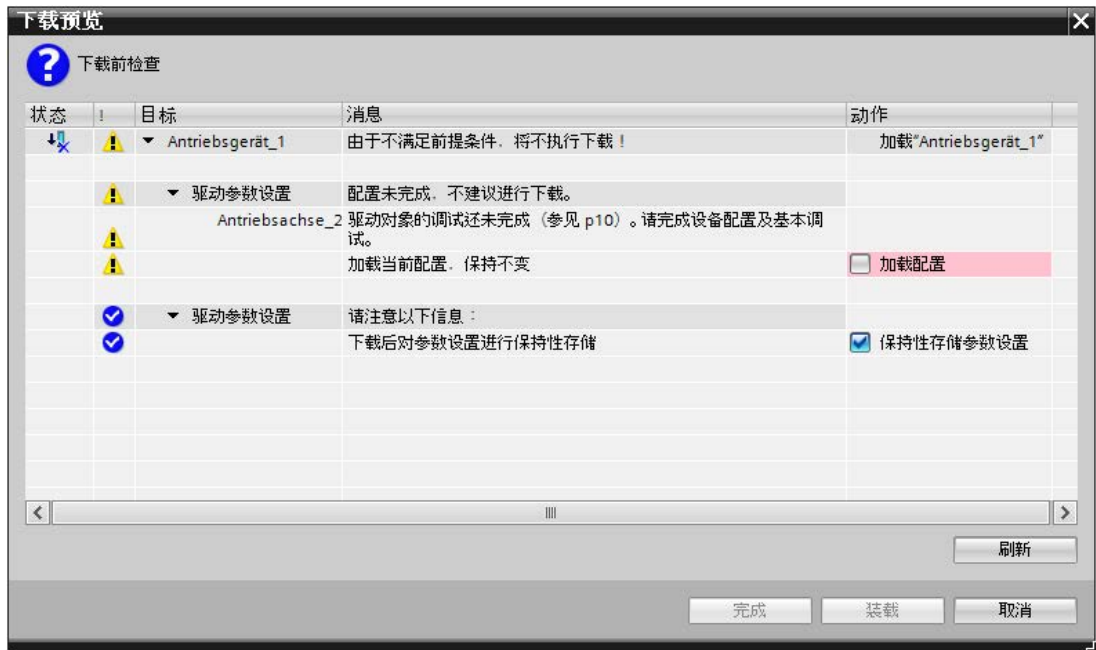 下载预览
下载前检查
状态 ! 目标 消息 动作
Antriebsgerät_1 由于不满足前提条件，将不执行下载！ 加载"Antriebsgerät_1"
驱动参数设置 配置未完成，不建议进行下载。
Antriebsachse_2 驱动对象的调试还未完成（参见 p10）。请完成设备配置及基本调
试。
加载当前配置，保持不变 加载配置
驱动参数设置 请注意以下信息：
下载后对参数设置进行保持性存储 保持性存储参数设置
刷新
完成 装载 取消